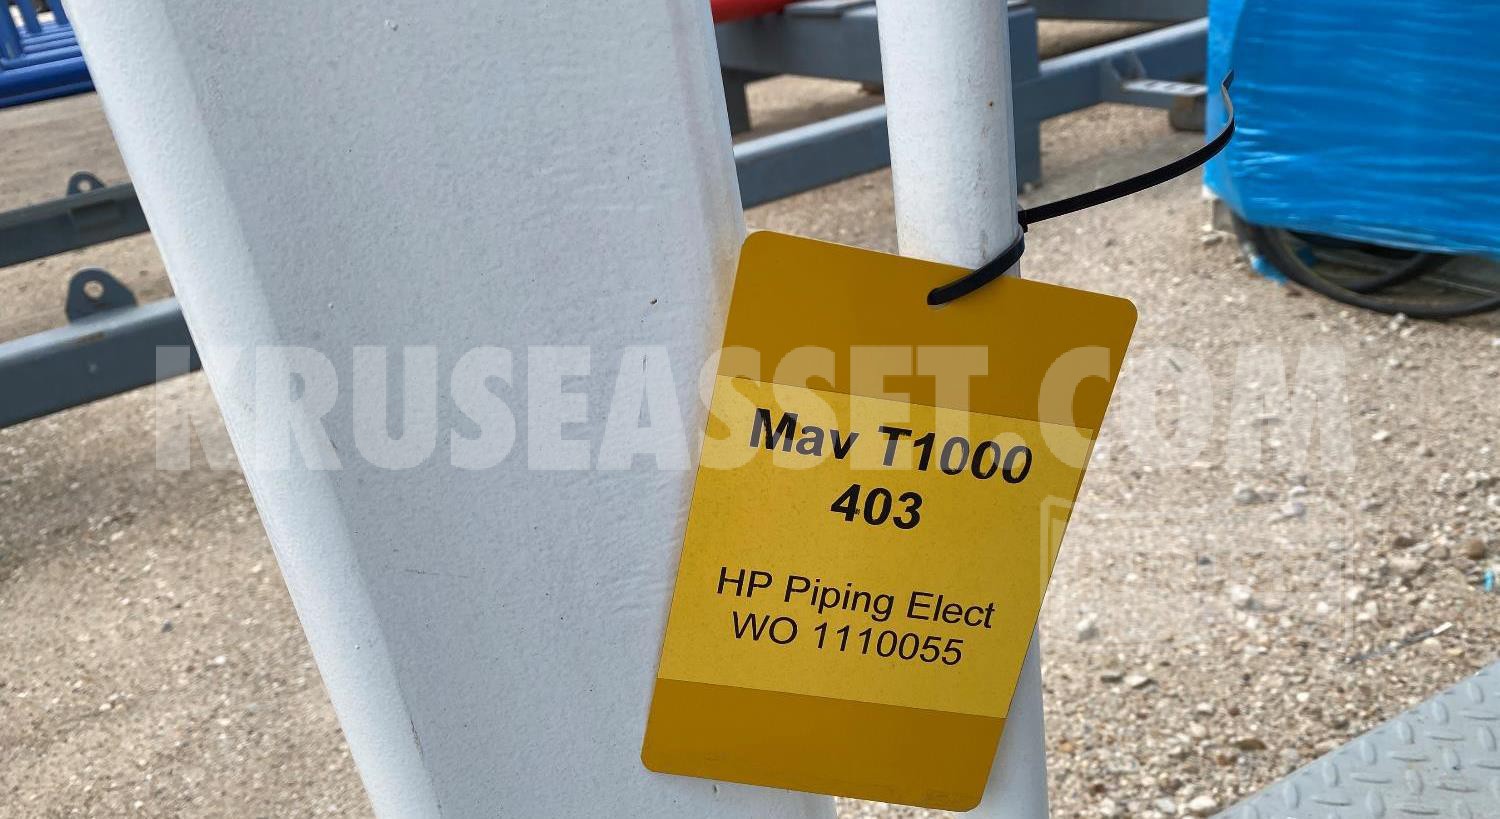 KRUSEASSET.COM
Mav T1000
403
HP Piping Elect
WO 1110055